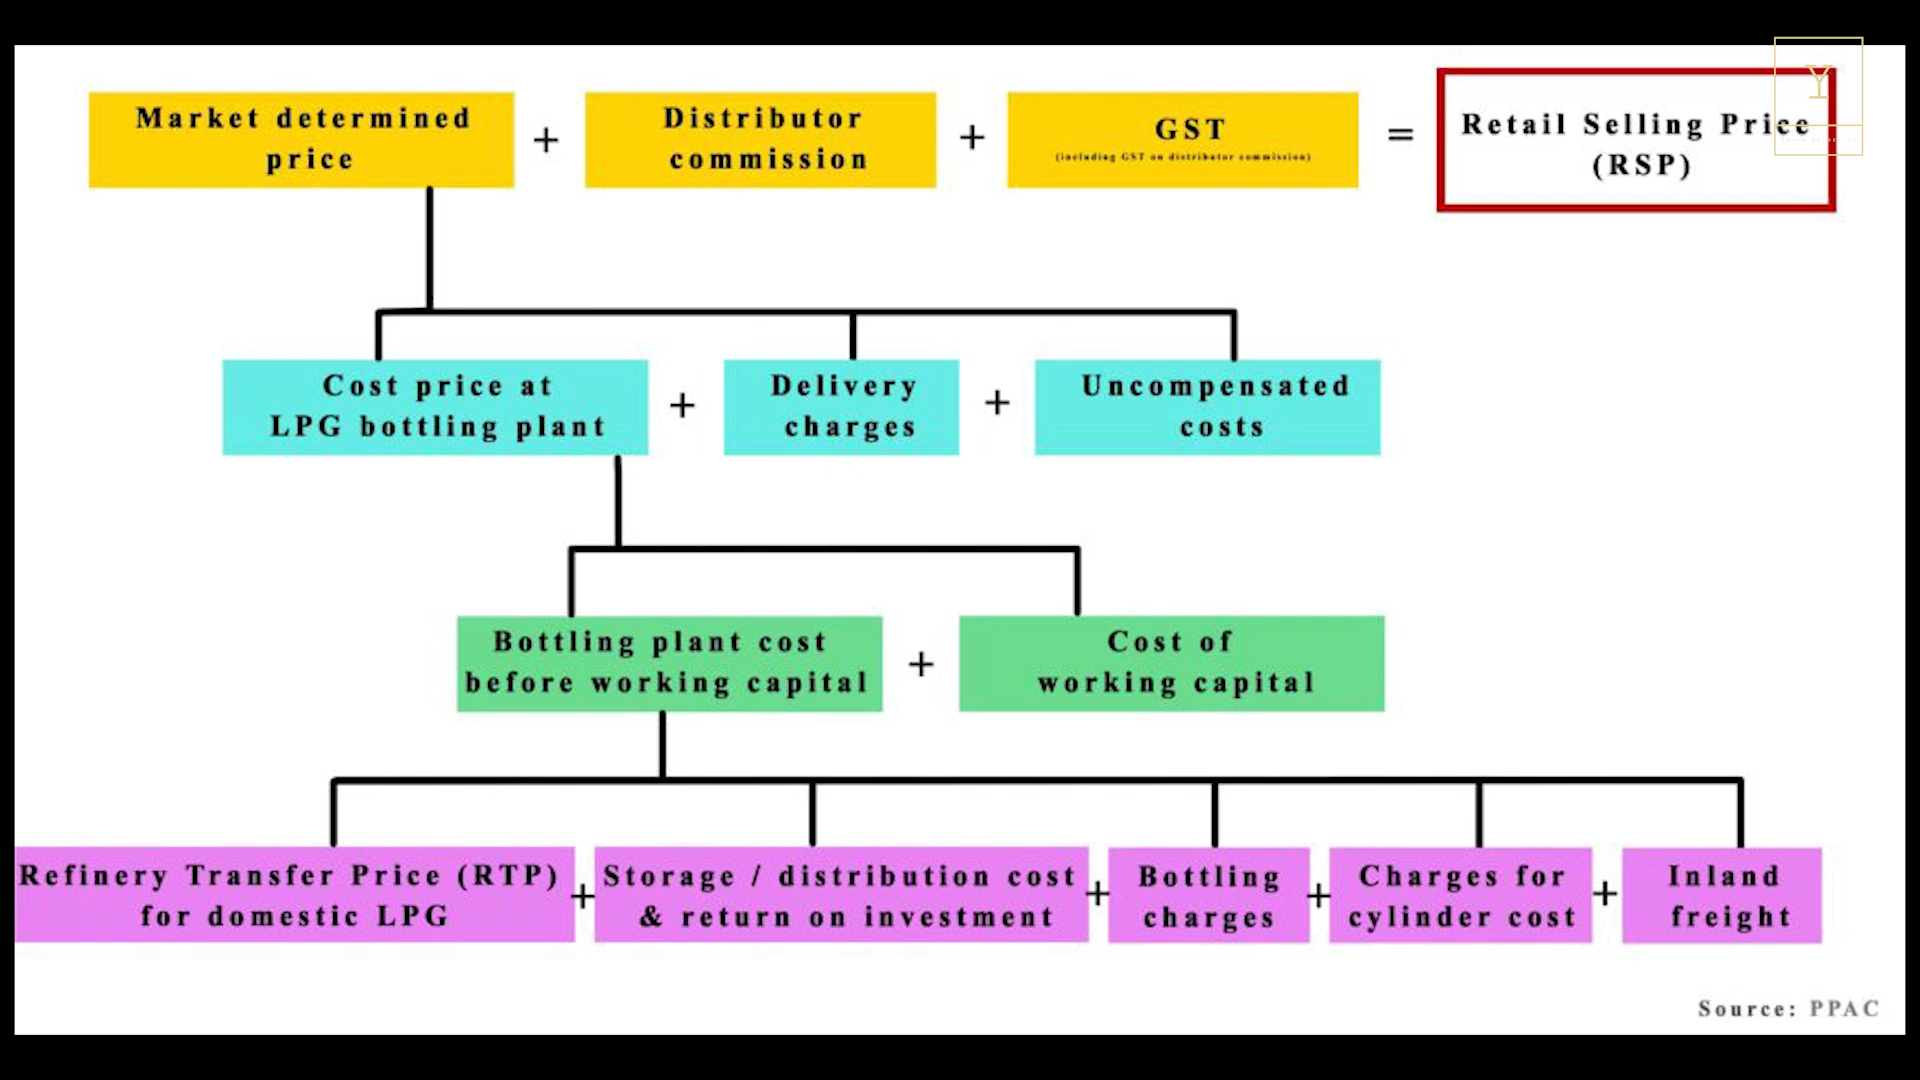 Market determined
price
+
Distributor
commission
+
GST
(including GST on distributor commission)
=
Retail Selling Price
(RSP)
Y
Cost price at
LPG bottling plant
+
Delivery
charges
+
Uncompensated
costs
Bottling plant cost
before working capital
+
Cost of
working capital
Refinery Transfer Price (RTP)
for domestic LPG
+
Storage / distribution cost
& return on investment
+
Bottling
charges
+
Charges for
cylinder cost
+
Inland
freight
Source: PPAC